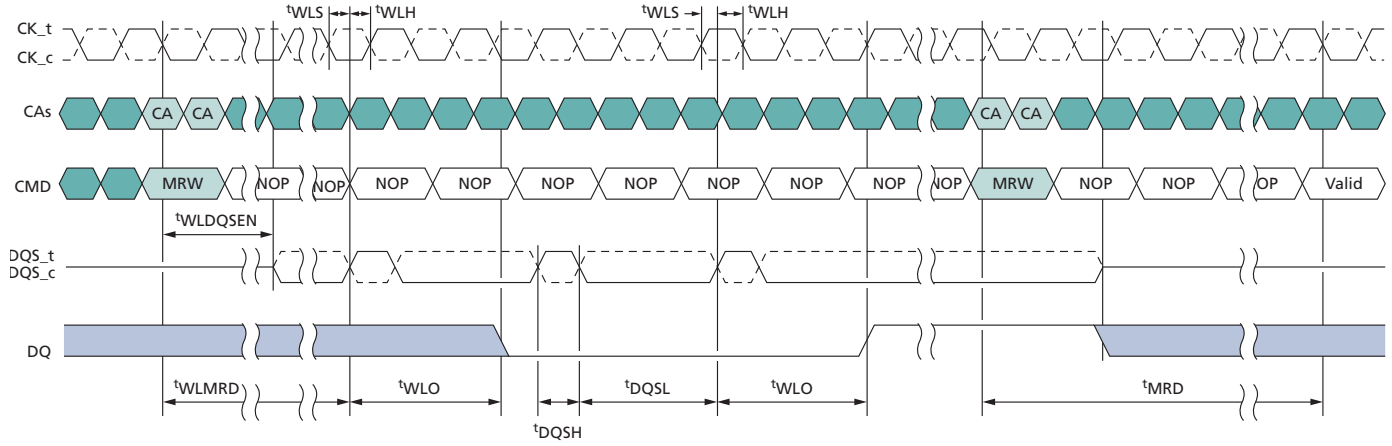 tWLS tWLH tWLS tWLH
CK_t
CK_c
CAs CA CA CA CA
CMD MRW NOP NOP NOP NOP NOP NOP NOP NOP NOP NOP MRW NOP NOP OP Valid
tWLDQSEN
DQS_t
DQS_c
DQ
tWLMRD tWLO tDQSL tWLO tMRD
tDQSH